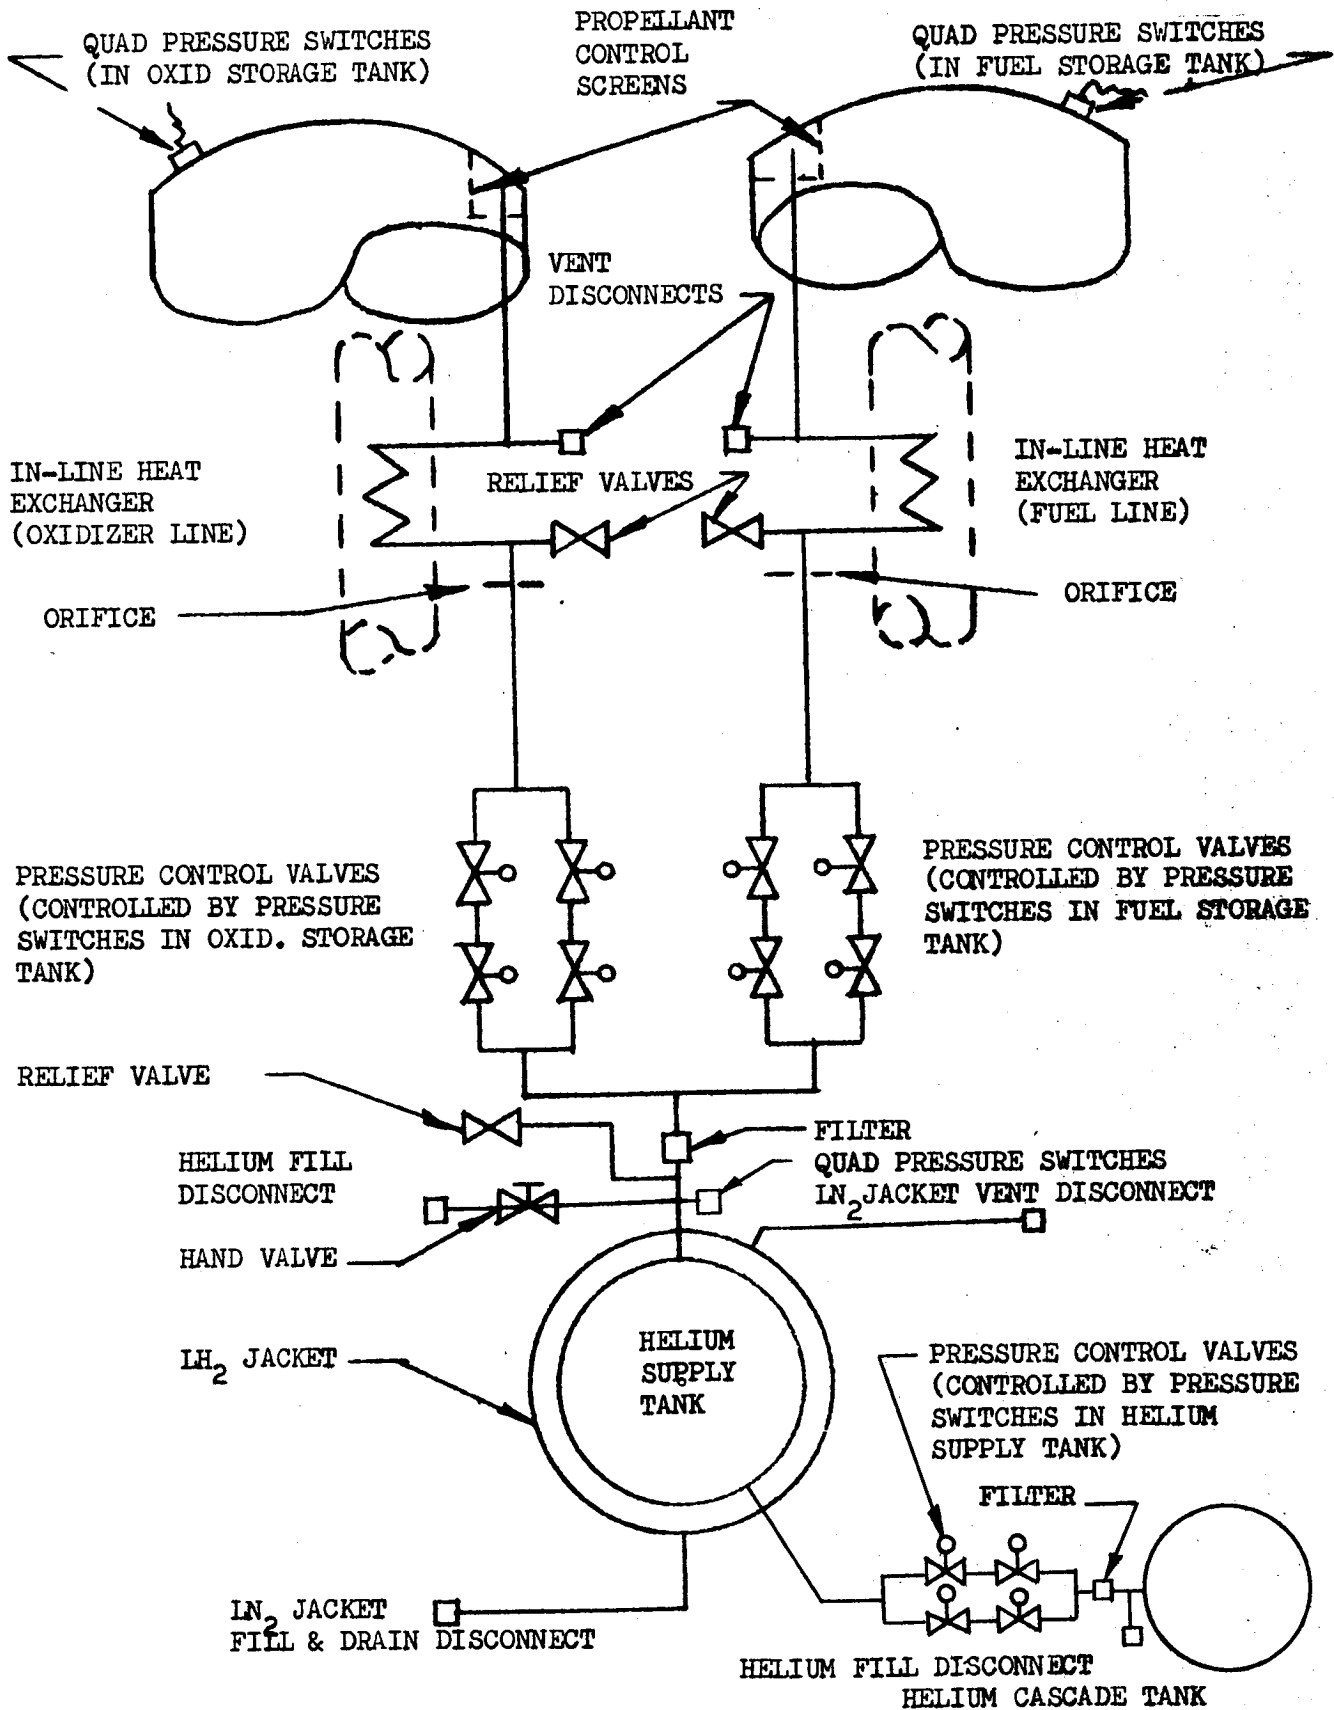 QUAD PRESSURE SWITCHES
(IN OXID STORAGE TANK)
PROPELLANT
CONTROL
SCREENS
QUAD PRESSURE SWITCHES
(IN FUEL STORAGE TANK)
VENT
DISCONNECTS
IN-LINE HEAT
EXCHANGER
(OXIDIZER LINE)
RELIEF VALVES
IN-LINE HEAT
EXCHANGER
(FUEL LINE)
ORIFICE
ORIFICE
PRESSURE CONTROL VALVES
(CONTROLLED BY PRESSURE
SWITCHES IN OXID. STORAGE
TANK)
PRESSURE CONTROL VALVES
(CONTROLLED BY PRESSURE
SWITCHES IN FUEL STORAGE
TANK)
RELIEF VALVE
FILTER
HELIUM FILL
DISCONNECT
QUAD PRESSURE SWITCHES
LN2 JACKET VENT DISCONNECT
HAND VALVE
LH2 JACKET
HELIUM
SUPPLY
TANK
PRESSURE CONTROL VALVES
(CONTROLLED BY PRESSURE
SWITCHES IN HELIUM
SUPPLY TANK)
FILTER
LN2 JACKET
FILL & DRAIN DISCONNECT
HELIUM FILL DISCONNECT
HELIUM CASCADE TANK